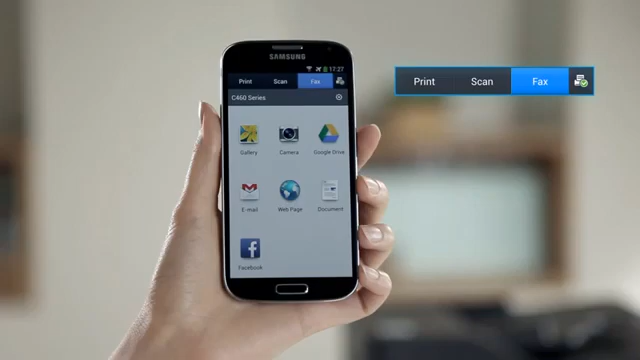 SAMSUNG
17:27
Print Scan Fax
C460 Series
Gallery Camera Google Drive
E-mail Web Page Document
Facebook
Print Scan Fax